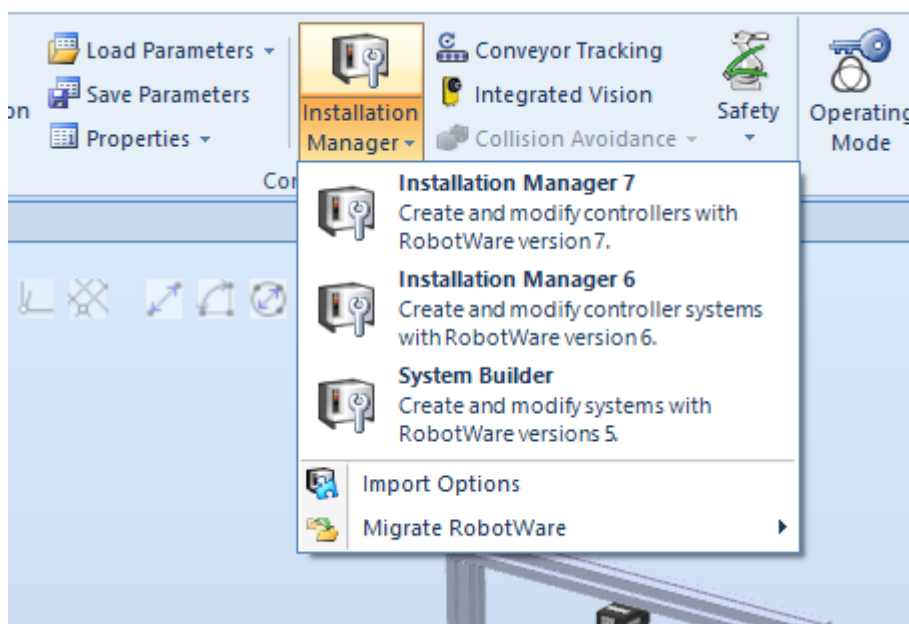 Load Parameters
Save Parameters
Properties
on
Installation
Manager
Conveyor Tracking
Integrated Vision
Collision Avoidance
Safety
Operating
Mode
Con
Installation Manager 7
Create and modify controllers with
RobotWare version 7.
Installation Manager 6
Create and modify controller systems
with RobotWare version 6.
System Builder
Create and modify systems with
RobotWare versions 5.
Import Options
Migrate RobotWare